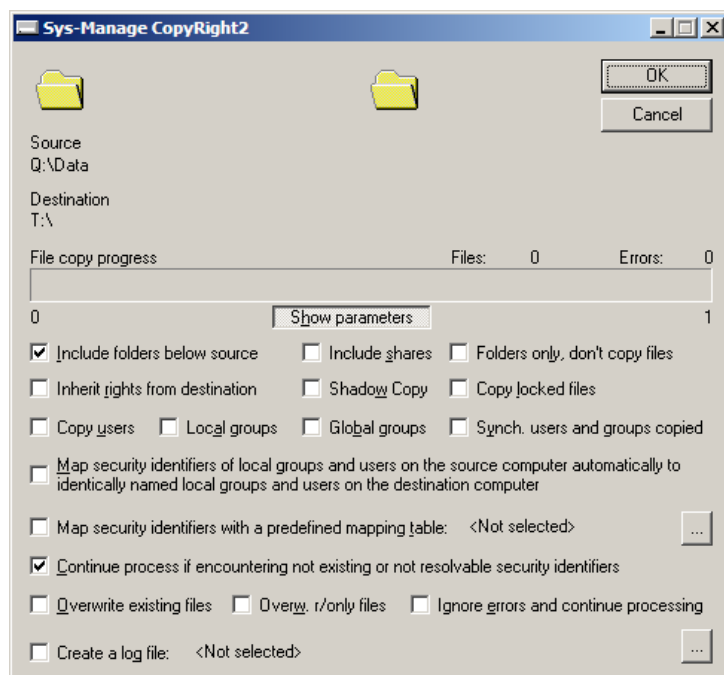 Sys-Manage CopyRight2
OK
Cancel
Source
Q:\Data
Destination
T:\
File copy progress Files: 0 Errors: 0
0 Show parameters 1
Include folders below source Include shares Folders only, don't copy files
Inherit rights from destination Shadow Copy Copy locked files
Copy users Local groups Global groups Synch. users and groups copied
Map security identifiers of local groups and users on the source computer automatically to
identically named local groups and users on the destination computer
Map security identifiers with a predefined mapping table: <Not selected> ...
Continue process if encountering not existing or not resolvable security identifiers
Overwrite existing files Overw. r/only files Ignore errors and continue processing
Create a log file: <Not selected> ...